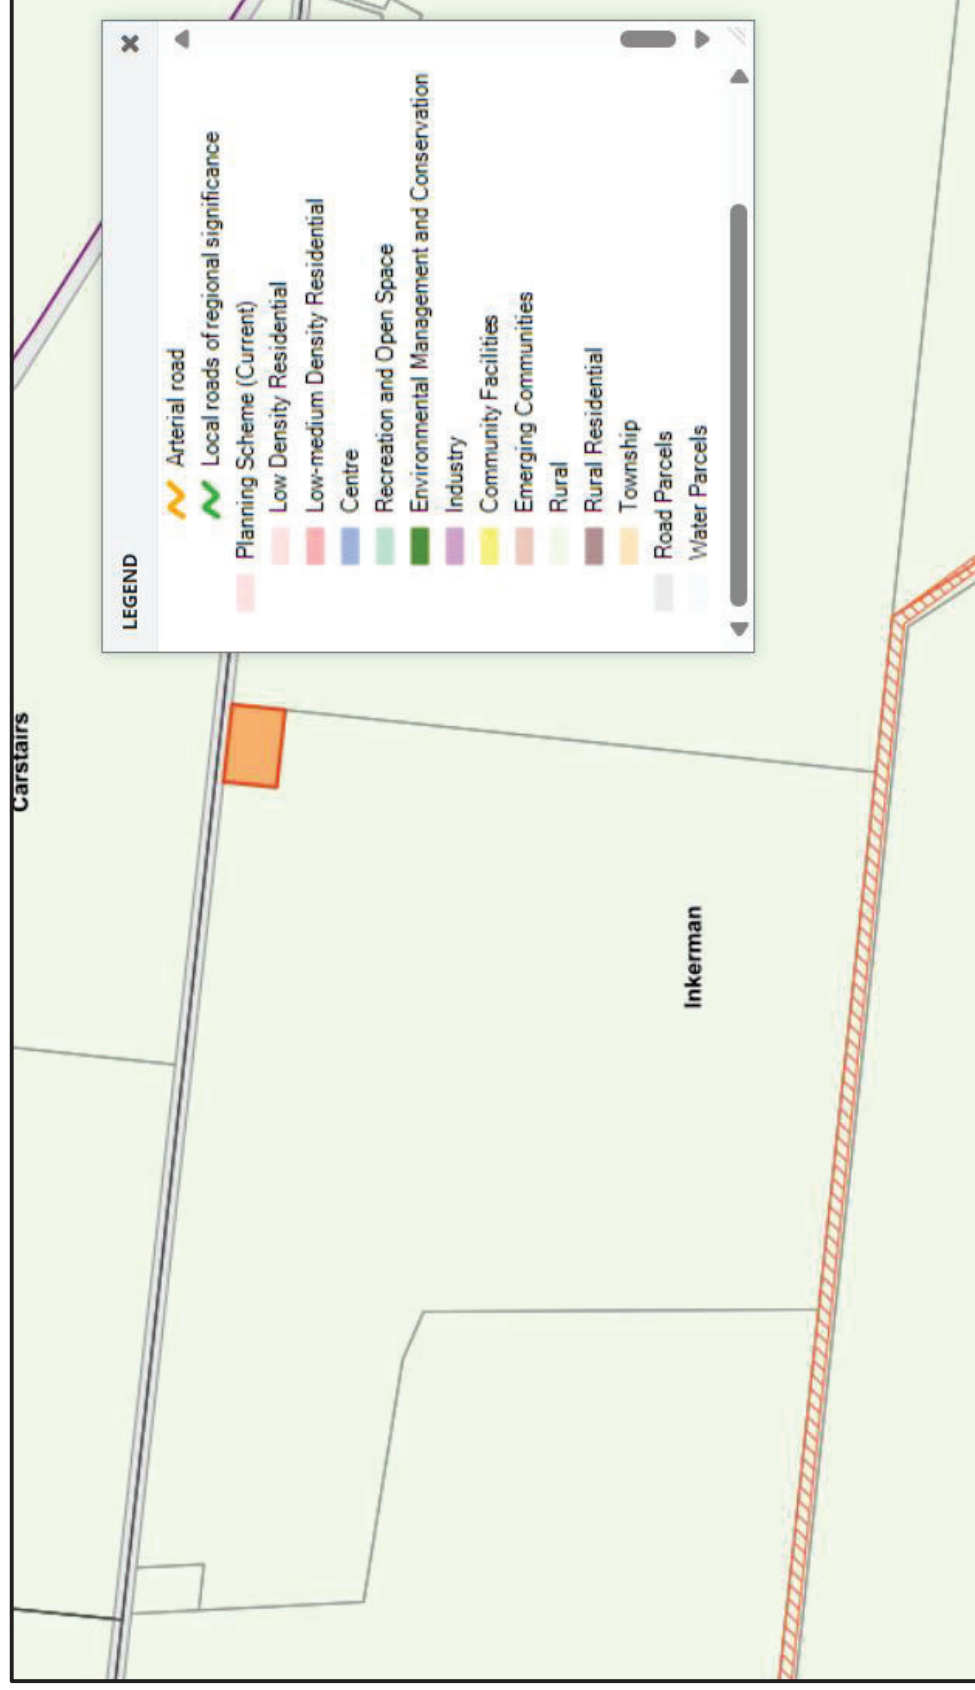 Carstairs
LEGEND
Arterial road
Local roads of regional significance
Planning Scheme (Current)
Low Density Residential
Low-medium Density Residential
Centre
Recreation and Open Space
Environmental Management and Conservation
Industry
Community Facilities
Emerging Communities
Rural
Rural Residential
Township
Road Parcels
Water Parcels
Inkerman